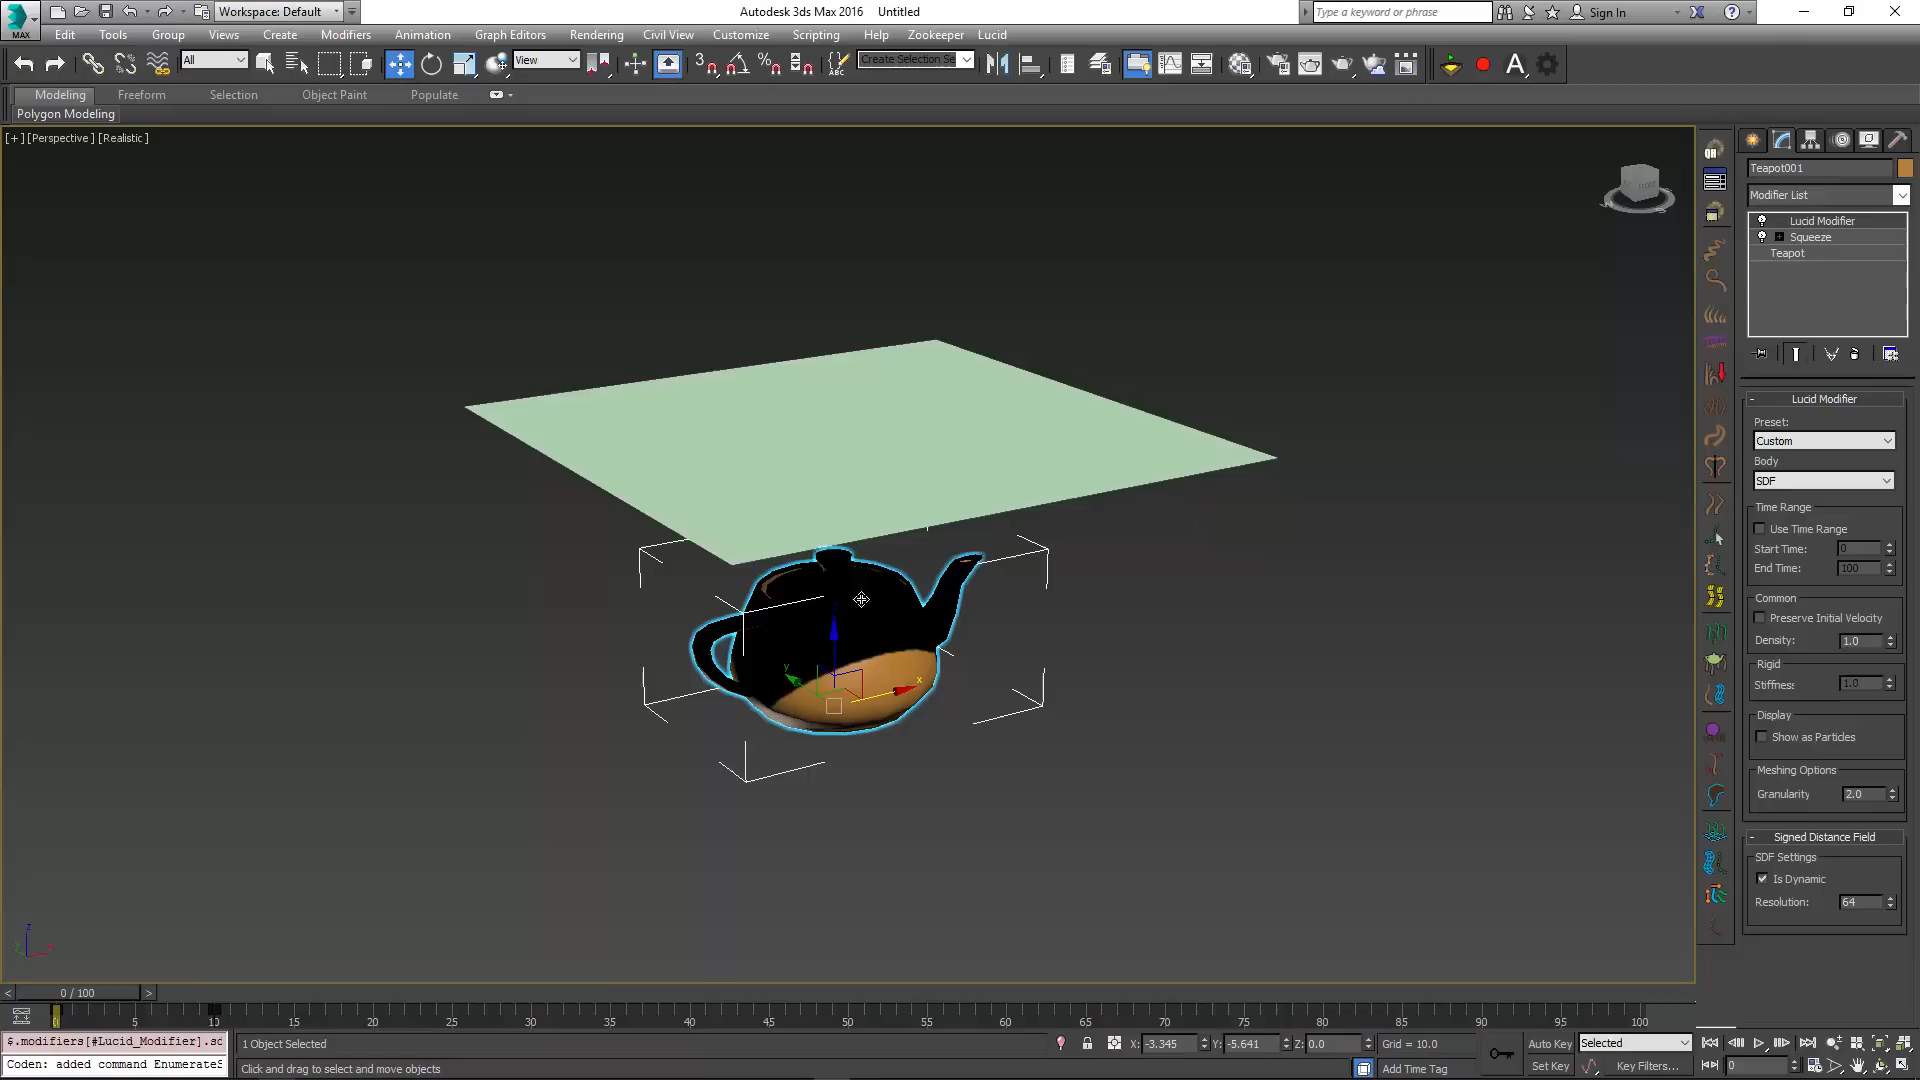 Workspace: Default
Autodesk 3ds Max 2016 Untitled
Type a keyword or phrase
Sign In
MAX
Edit Tools Group Views Create Modifiers Animation Graph Editors Rendering Civil View Customize Scripting Help Zookeeper Lucid
All
View
3
Create Selection Se
Modeling Freeform Selection Object Paint Populate
Polygon Modeling
[+] [Perspective ] [Realistic ]
Teapot001
Modifier List
Lucid Modifier
Squeeze
Teapot
Lucid Modifier
Preset:
Custom
Body
SDF
Time Range
Use Time Range
Start Time: 0
End Time: 100
Common
Preserve Initial Velocity
Density: 1.0
Rigid
Stiffness 1.0
Display
Show as Particles
Meshing Options
Granularity 2.0
Signed Distance Field
SDF Settings
Is Dynamic
Resolution: 64
y
x
z
0 / 100
0 5 10 15 20 25 30 35 40 45 50 55 60 65 70 75 80 85 90 95 100
$.modifiers[#Lucid_Modifier].sd
Coden: added command EnumerateS
1 Object Selected
Click and drag to select and move objects
X: -3.345 Y: -5.641 Z: 0.0
Grid = 10.0
Add Time Tag
Auto Key Selected
Set Key Key Filters...
0